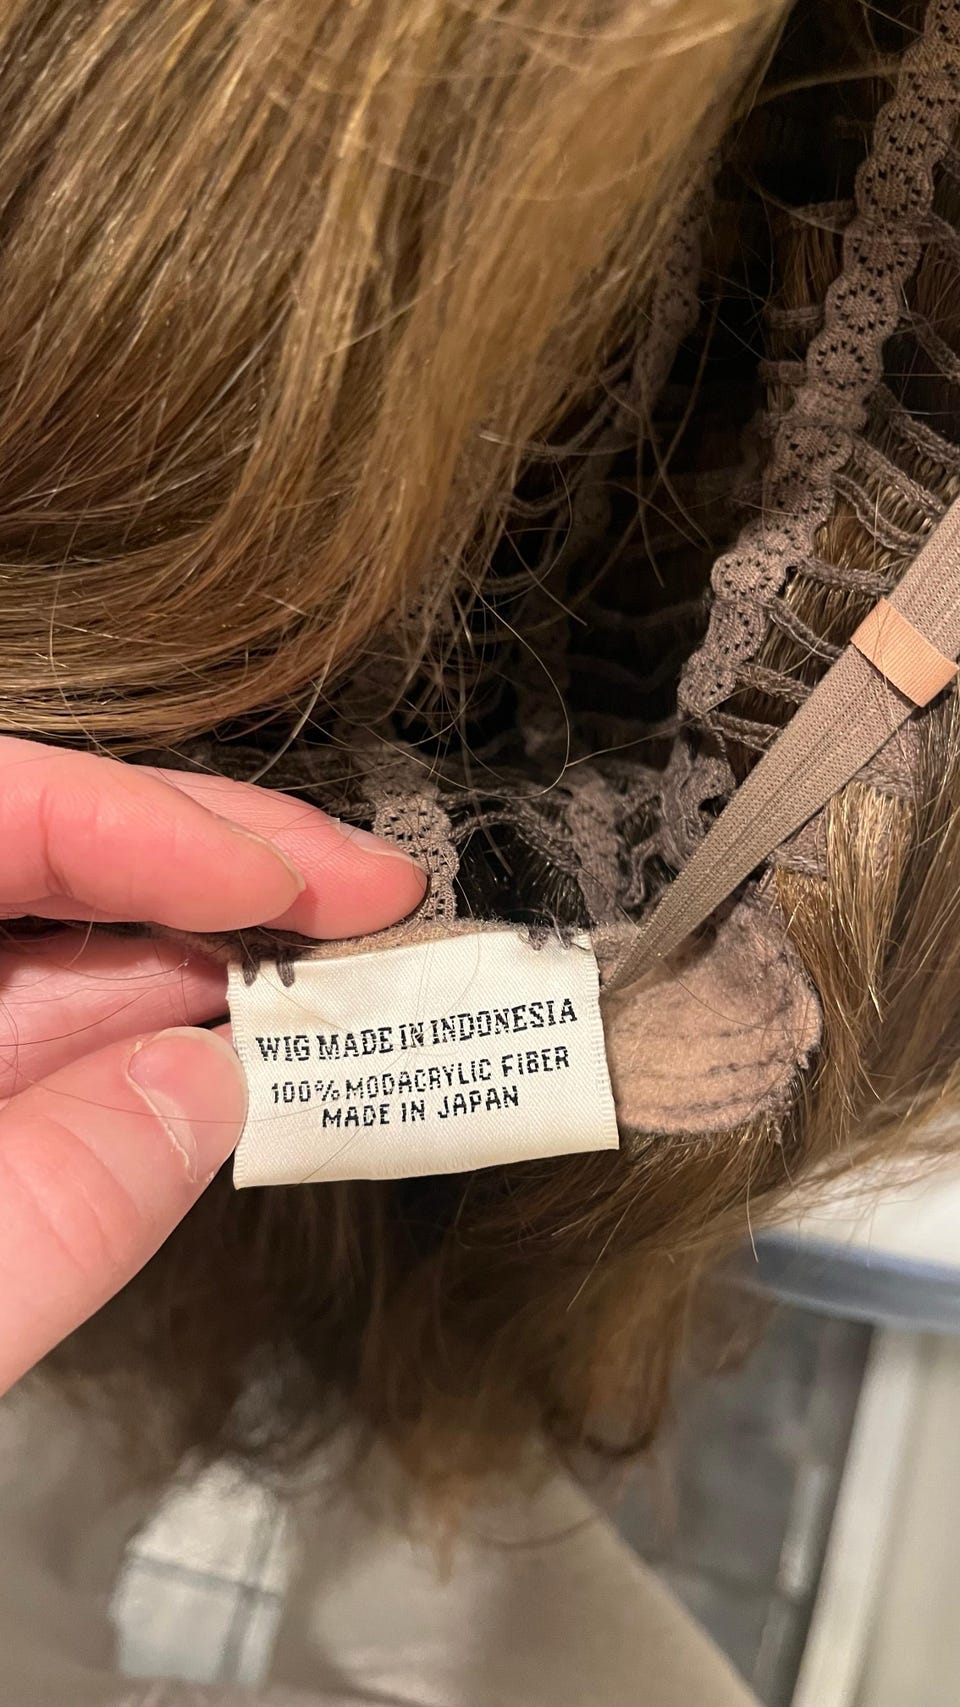 WIG MADE IN INDONESIA
100% MODACRYLIC FIBER
MADE IN JAPAN